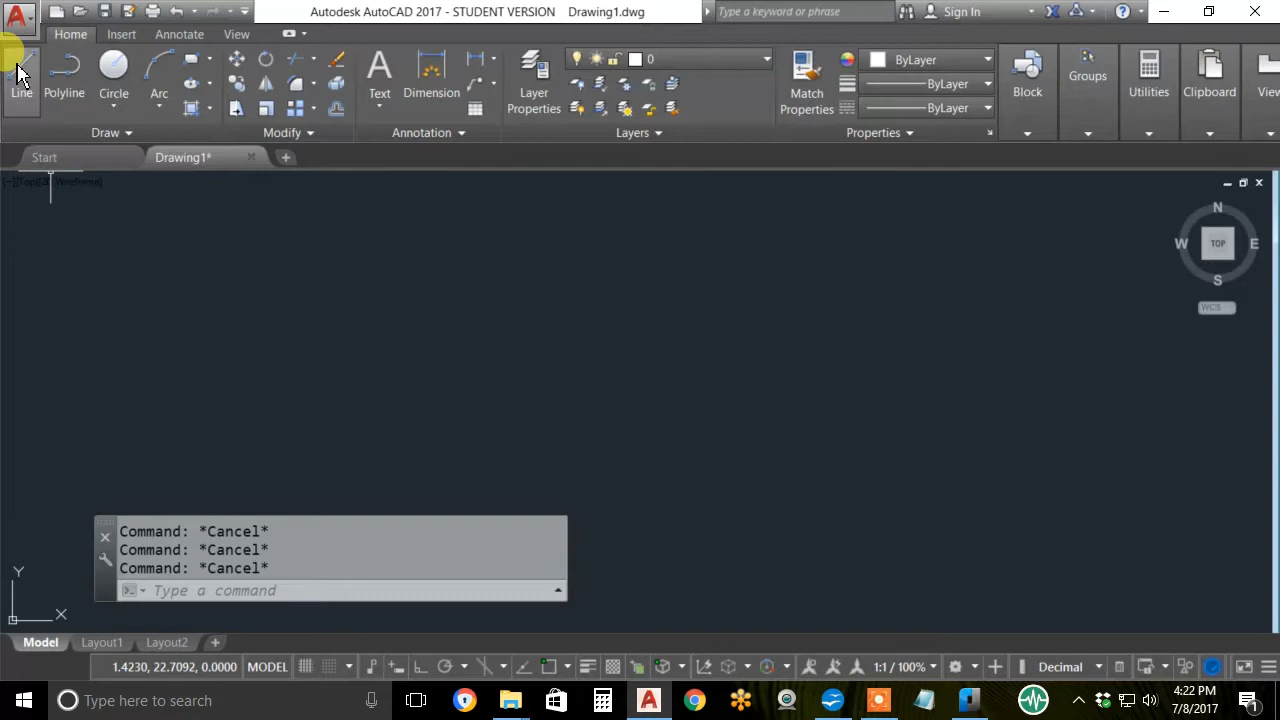 Autodesk AutoCAD 2017 - STUDENT VERSION Drawing1.dwg
Type a keyword or phrase
Sign In
Home Insert Annotate View
Line Polyline Circle Arc
Text Dimension
Layer Properties
0
Match Properties
ByLayer
ByLayer
ByLayer
Block Groups Utilities Clipboard View
Draw Modify Annotation Layers Properties
Start Drawing1*
N
W TOP E
S
WCS
Command: *Cancel*
Command: *Cancel*
Command: *Cancel*
Type a command
Y
X
Model Layout1 Layout2
1.4230, 22.7092, 0.0000 MODEL 1:1 / 100% Decimal
Type here to search
4:22 PM
7/8/2017
1